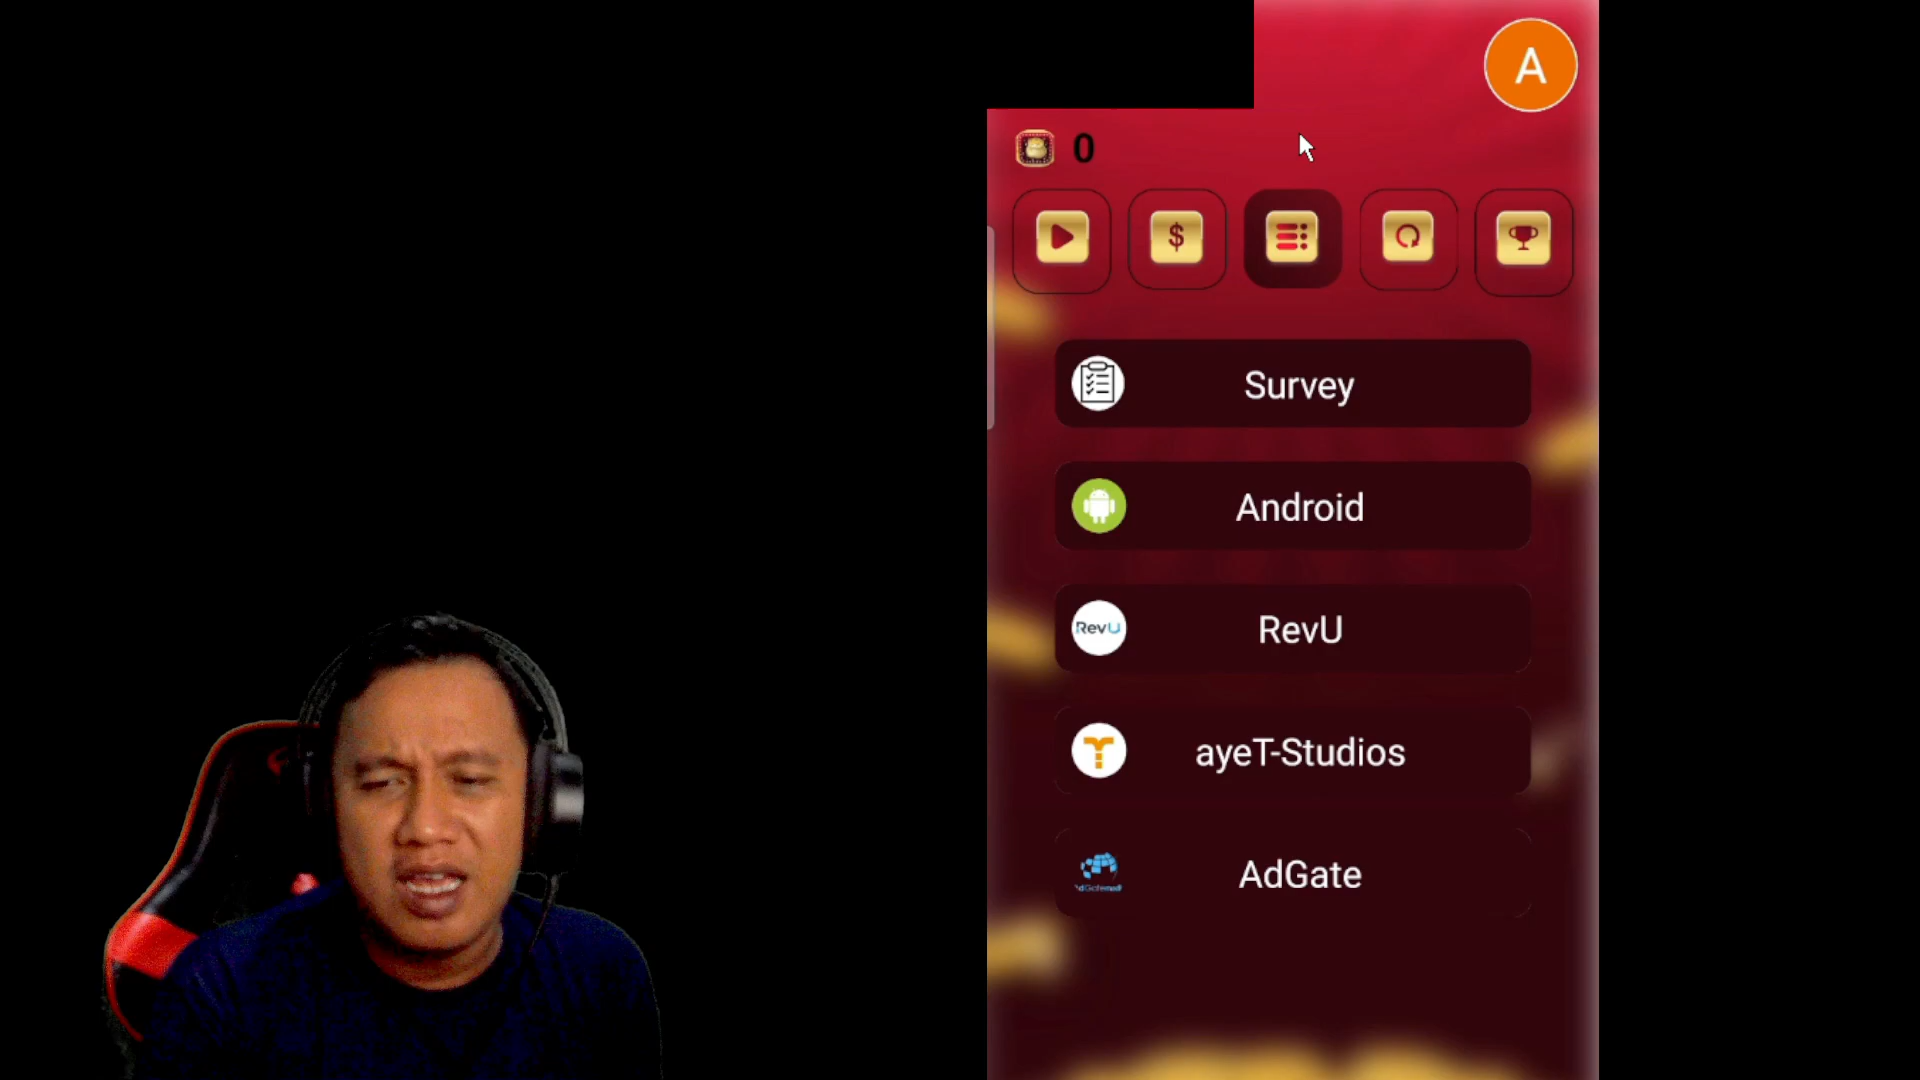 A
0
$
Survey
Android
RevU
RevU
ayeT-Studios
AdGate